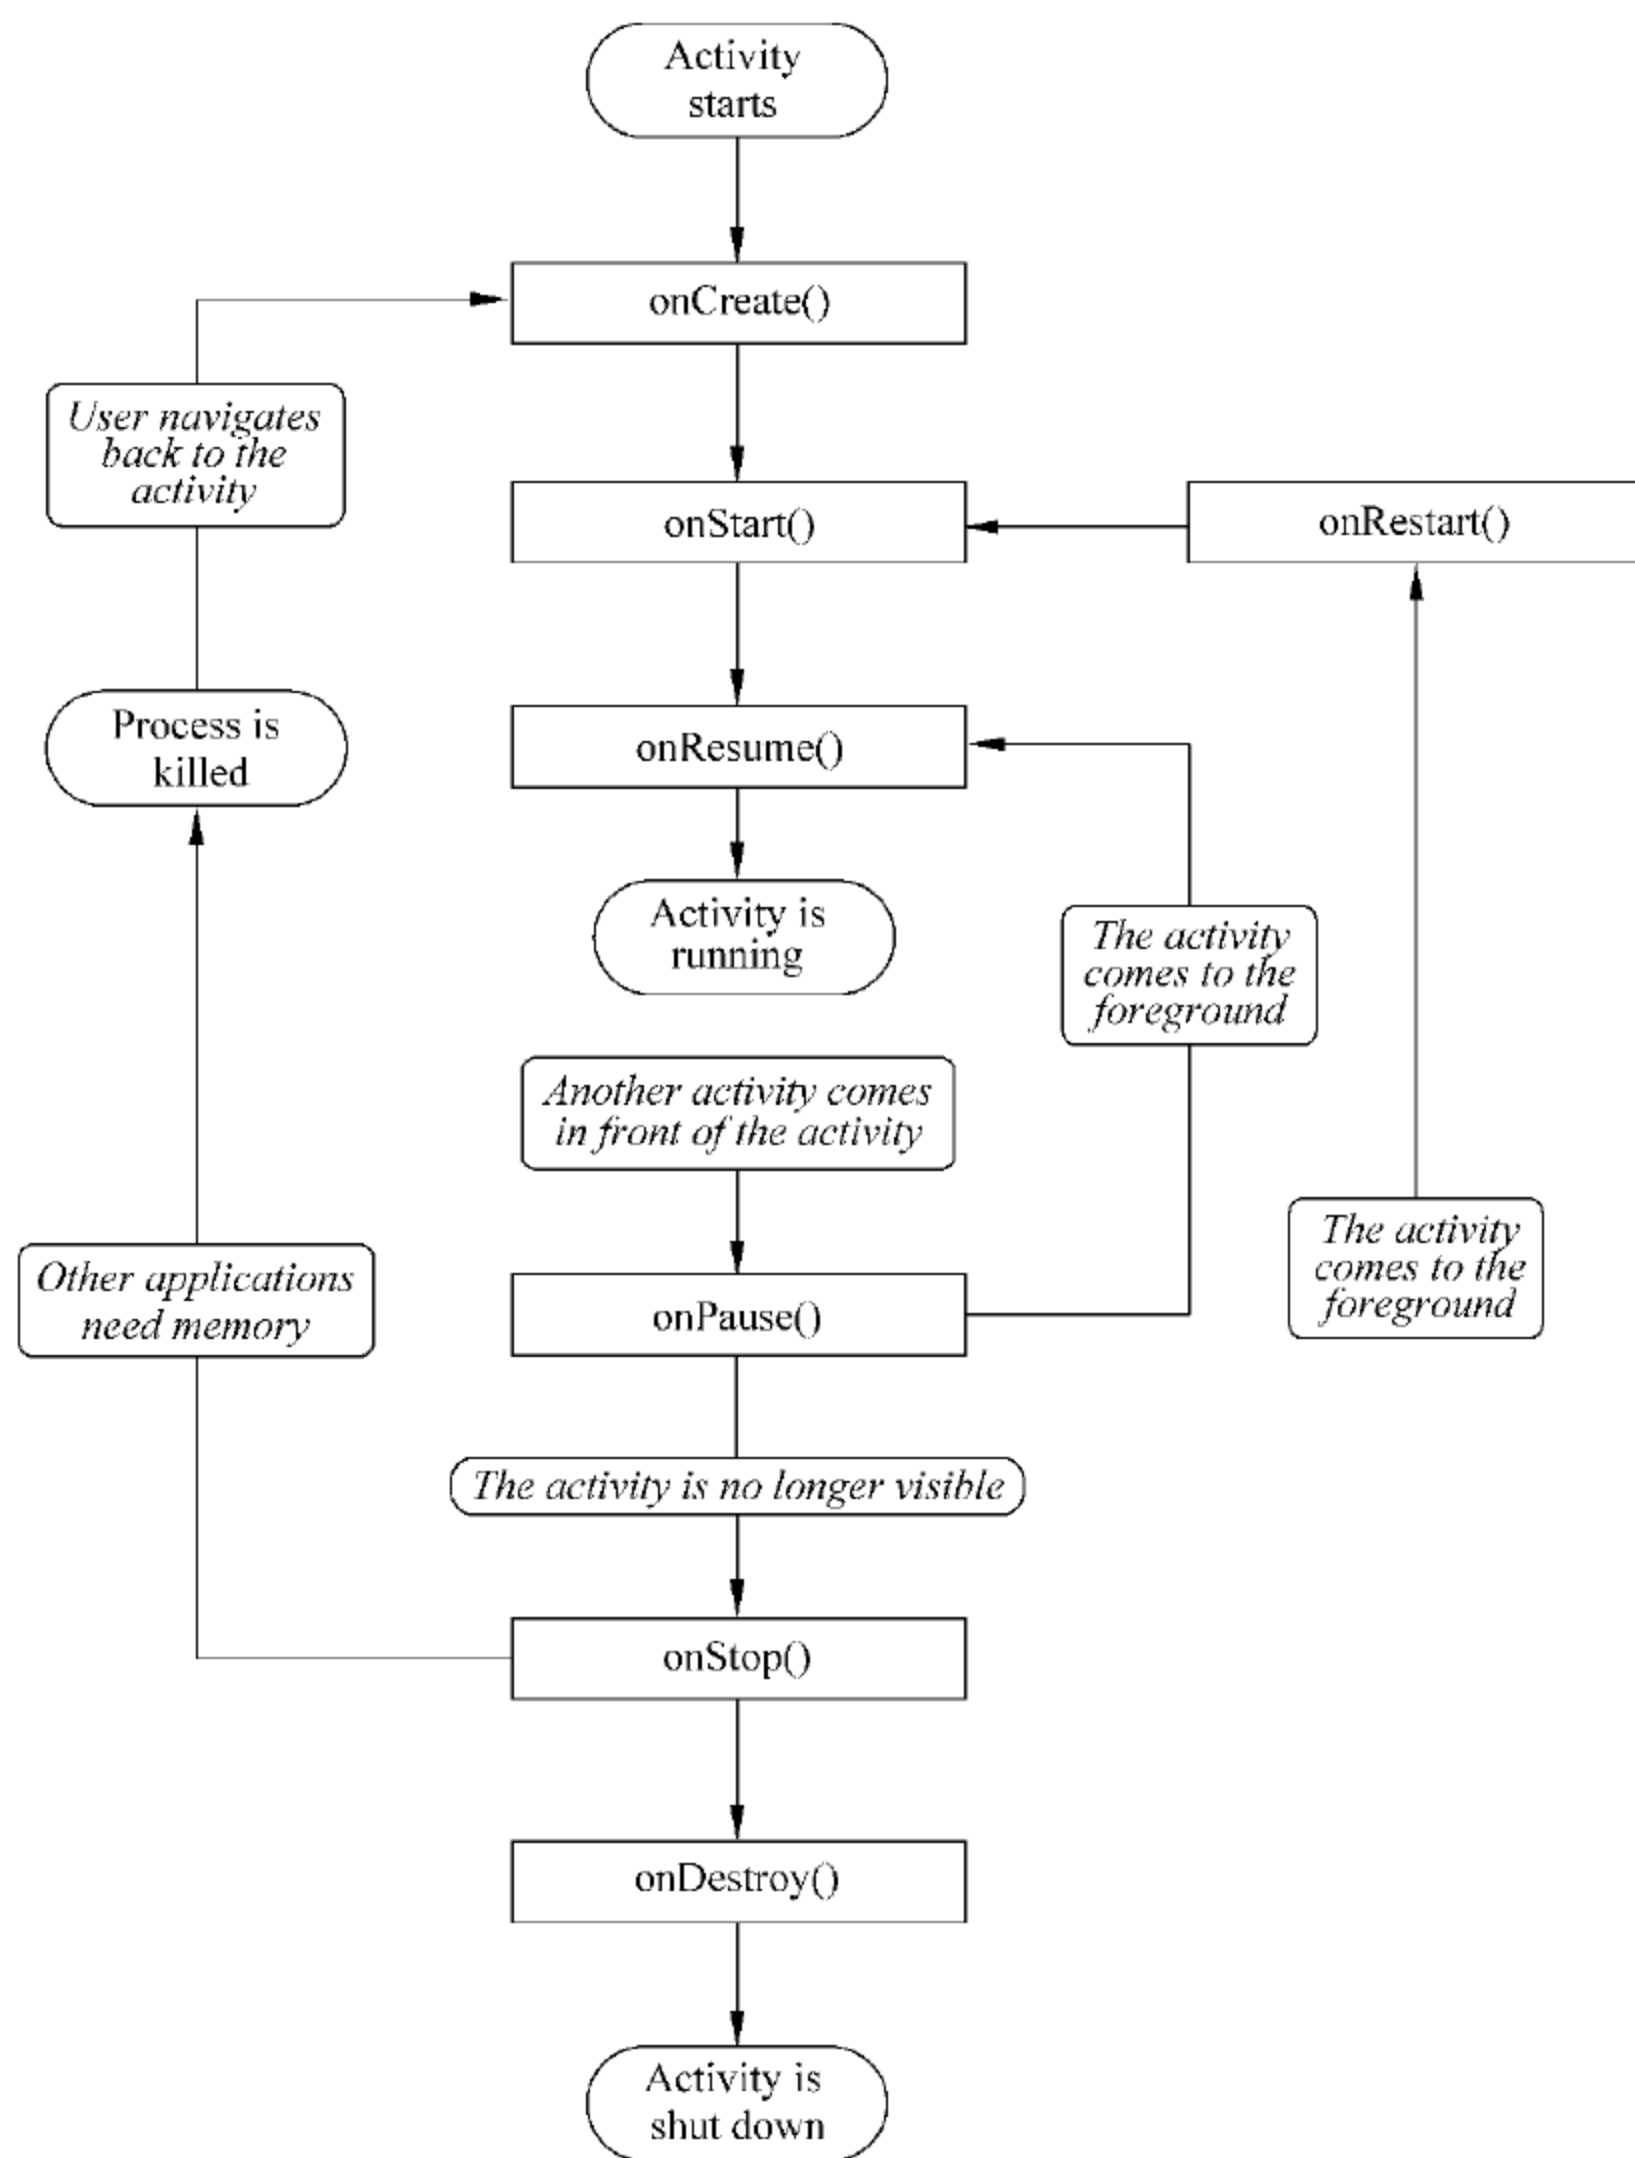 Activity
starts
onCreate()
User navigates
back to the
activity
onStart()
onRestart()
Process is
killed
onResume()
Activity is
running
The activity
comes to the
foreground
Another activity comes
in front of the activity
The activity
comes to the
foreground
Other applications
need memory
onPause()
The activity is no longer visible
onStop()
onDestroy()
Activity is
shut down